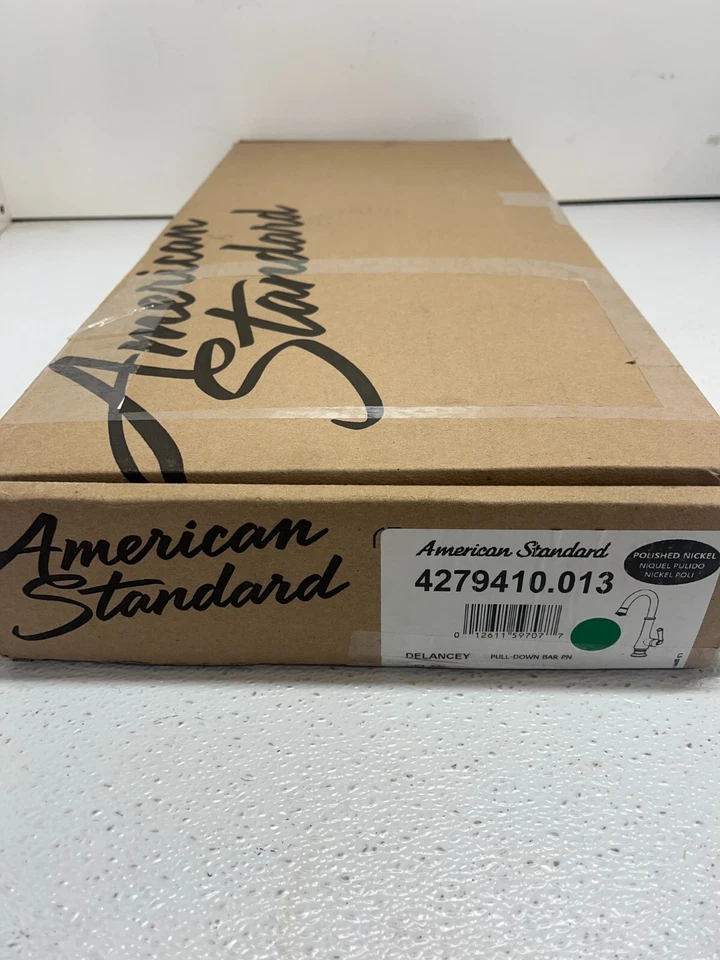 American
Standard
American
Standard
American Standard
POLISHED NICKEL
NIQUEL PULIDO
NICKEL POLI
4279410.013
0 12611 59707 7
DELANCEY PULL-DOWN BAR PN